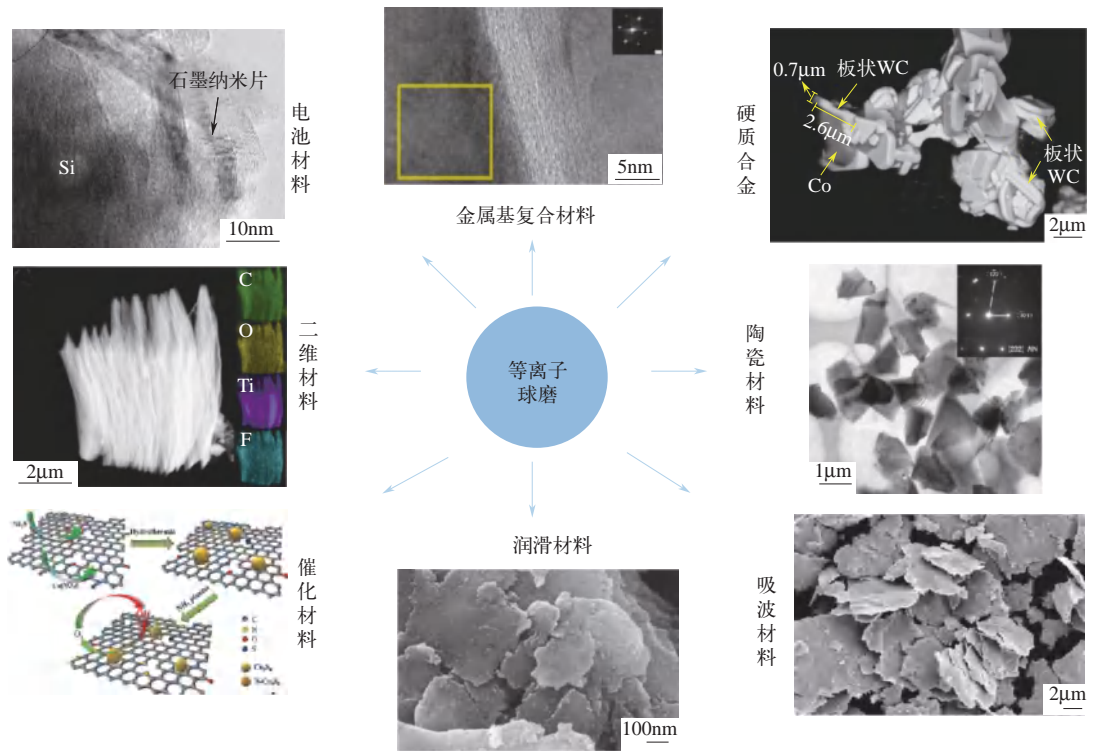 石墨纳米片
Si
10nm
电池材料
5nm
金属基复合材料
0.7μm
板状WC
2.6μm
Co
板状
WC
2μm
硬质合金
C
O
Ti
F
2μm
二维材料
等离子
球磨
陶瓷材料
1μm
催化材料
润滑材料
100nm
吸波材料
2μm